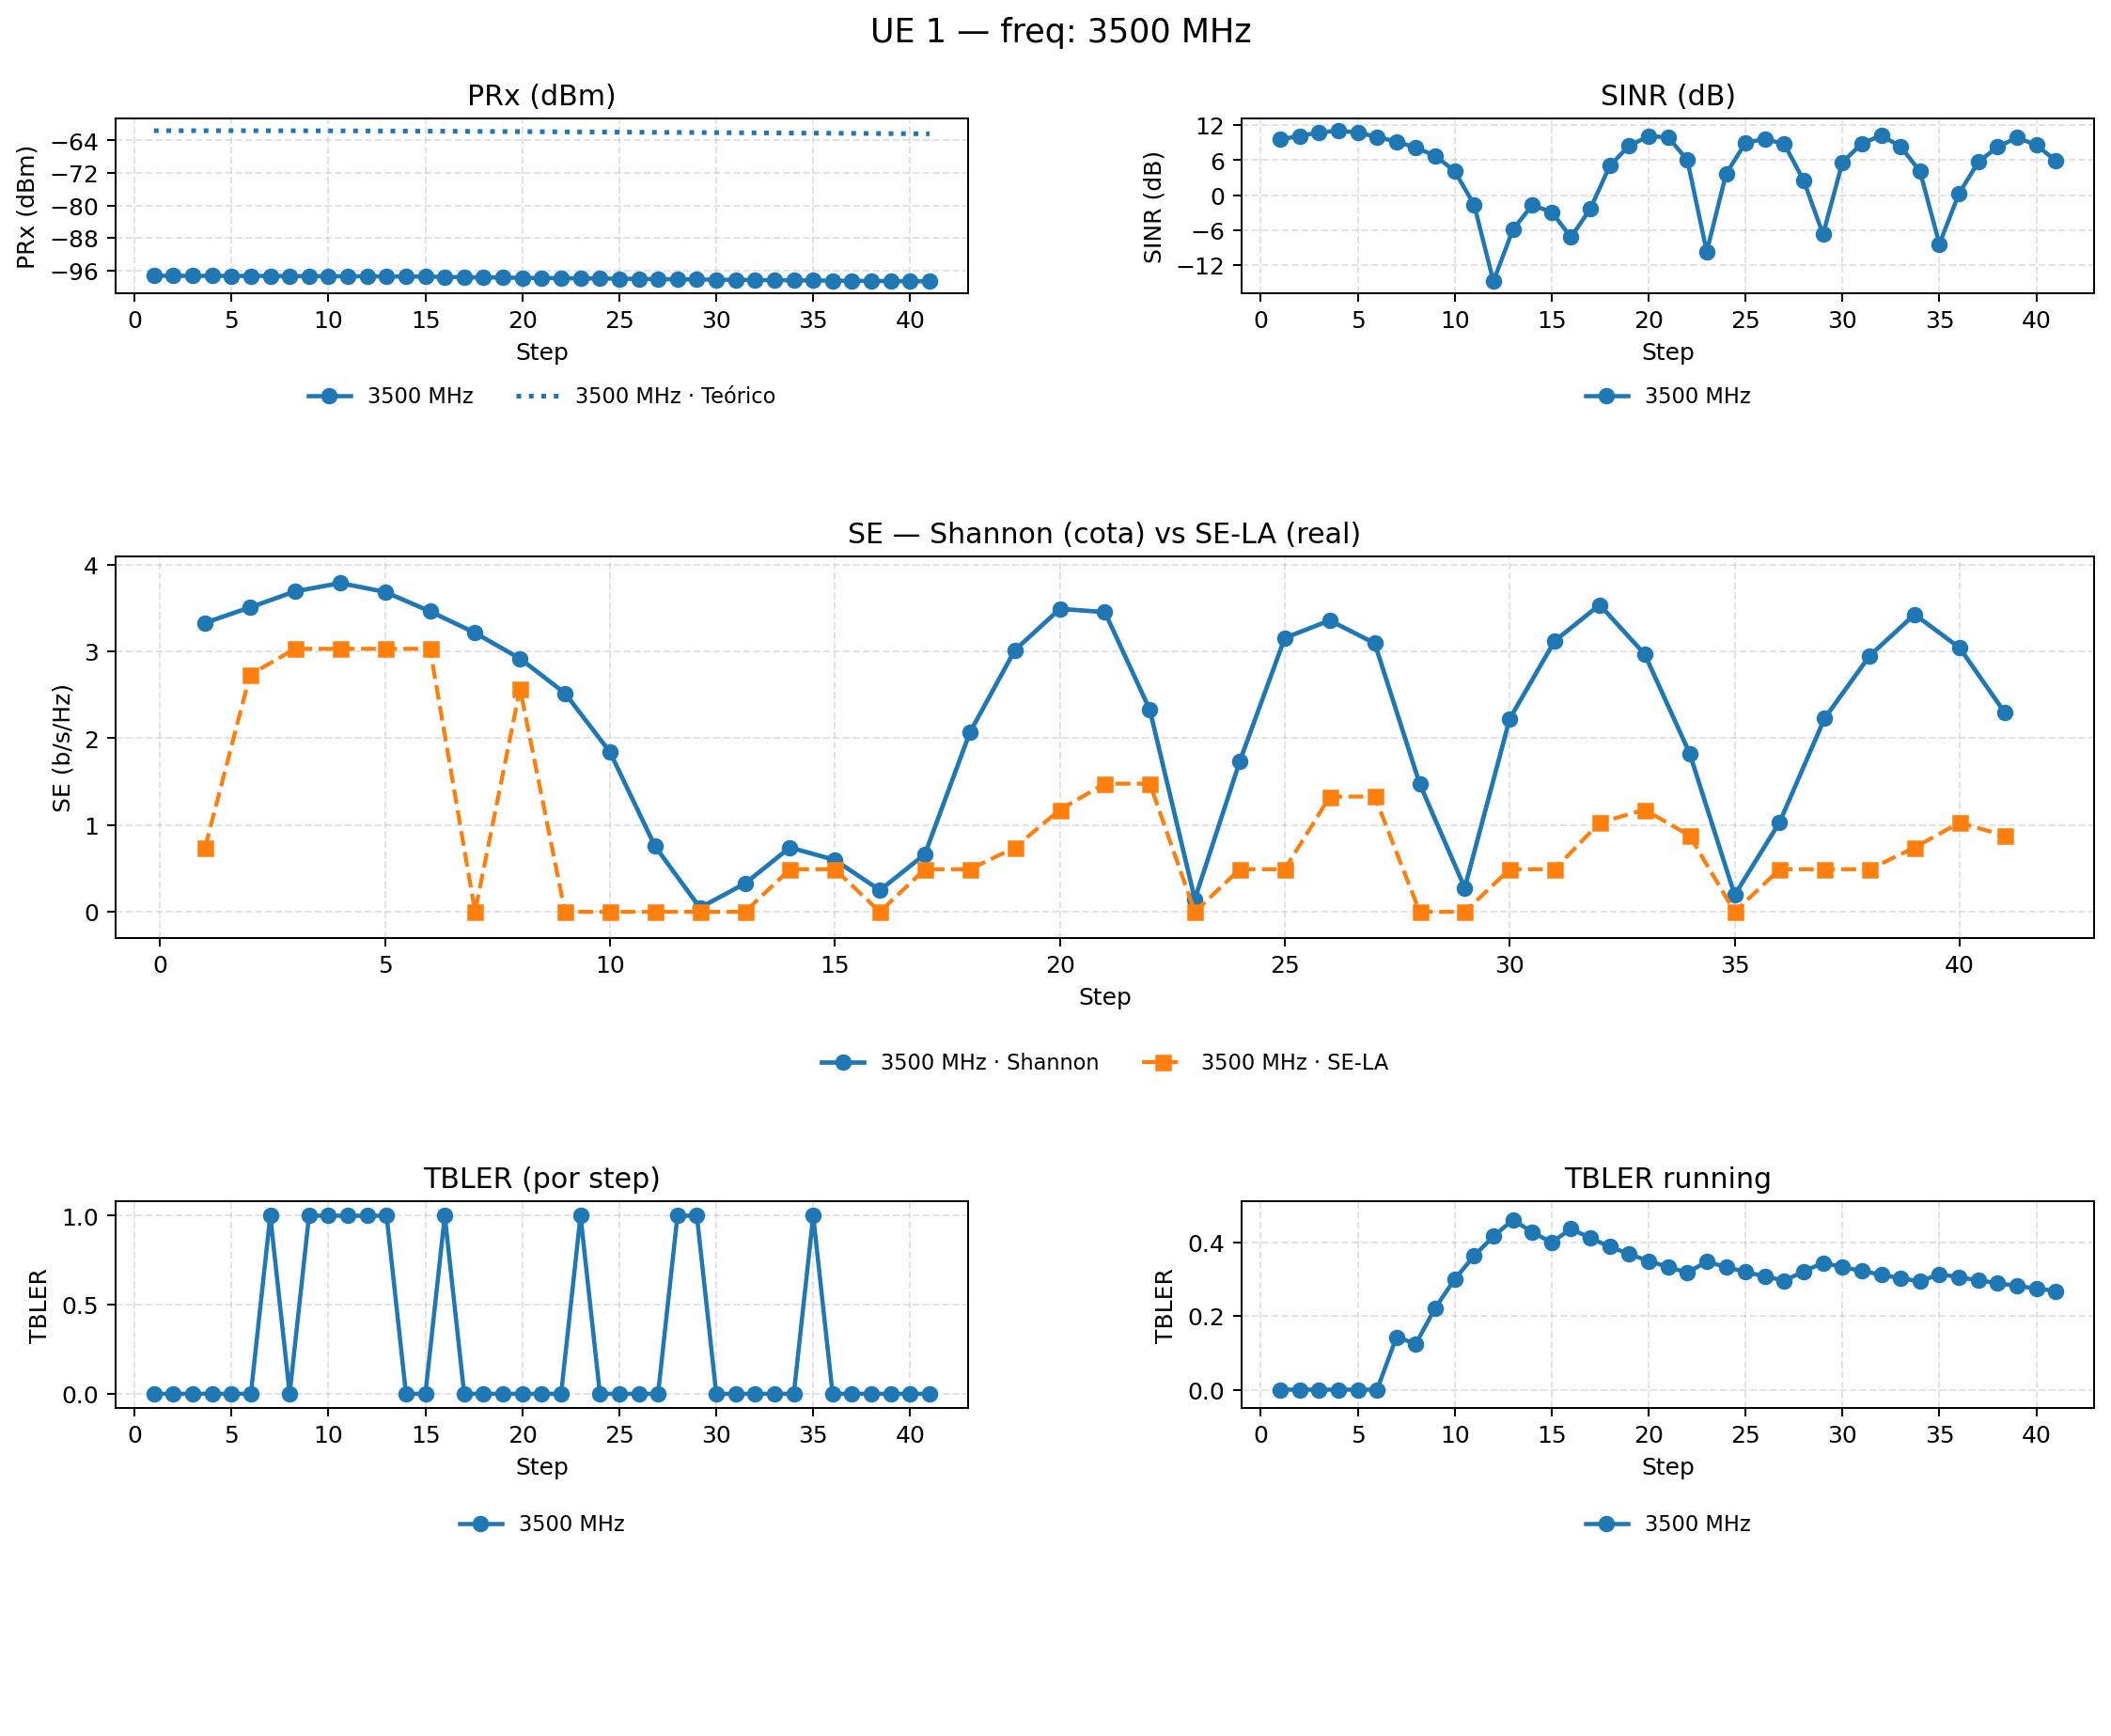 UE 1 — freq: 3500 MHz
PRx (dBm)
PRx (dBm)
−64
−72
−80
−88
−96
0 5 10 15 20 25 30 35 40
Step
3500 MHz 3500 MHz · Teórico
SINR (dB)
SINR (dB)
12
6
0
−6
−12
0 5 10 15 20 25 30 35 40
Step
3500 MHz
SE — Shannon (cota) vs SE-LA (real)
SE (b/s/Hz)
4
3
2
1
0
0 5 10 15 20 25 30 35 40
Step
3500 MHz · Shannon 3500 MHz · SE-LA
TBLER (por step)
TBLER
1.0
0.5
0.0
0 5 10 15 20 25 30 35 40
Step
3500 MHz
TBLER running
TBLER
0.4
0.2
0.0
0 5 10 15 20 25 30 35 40
Step
3500 MHz